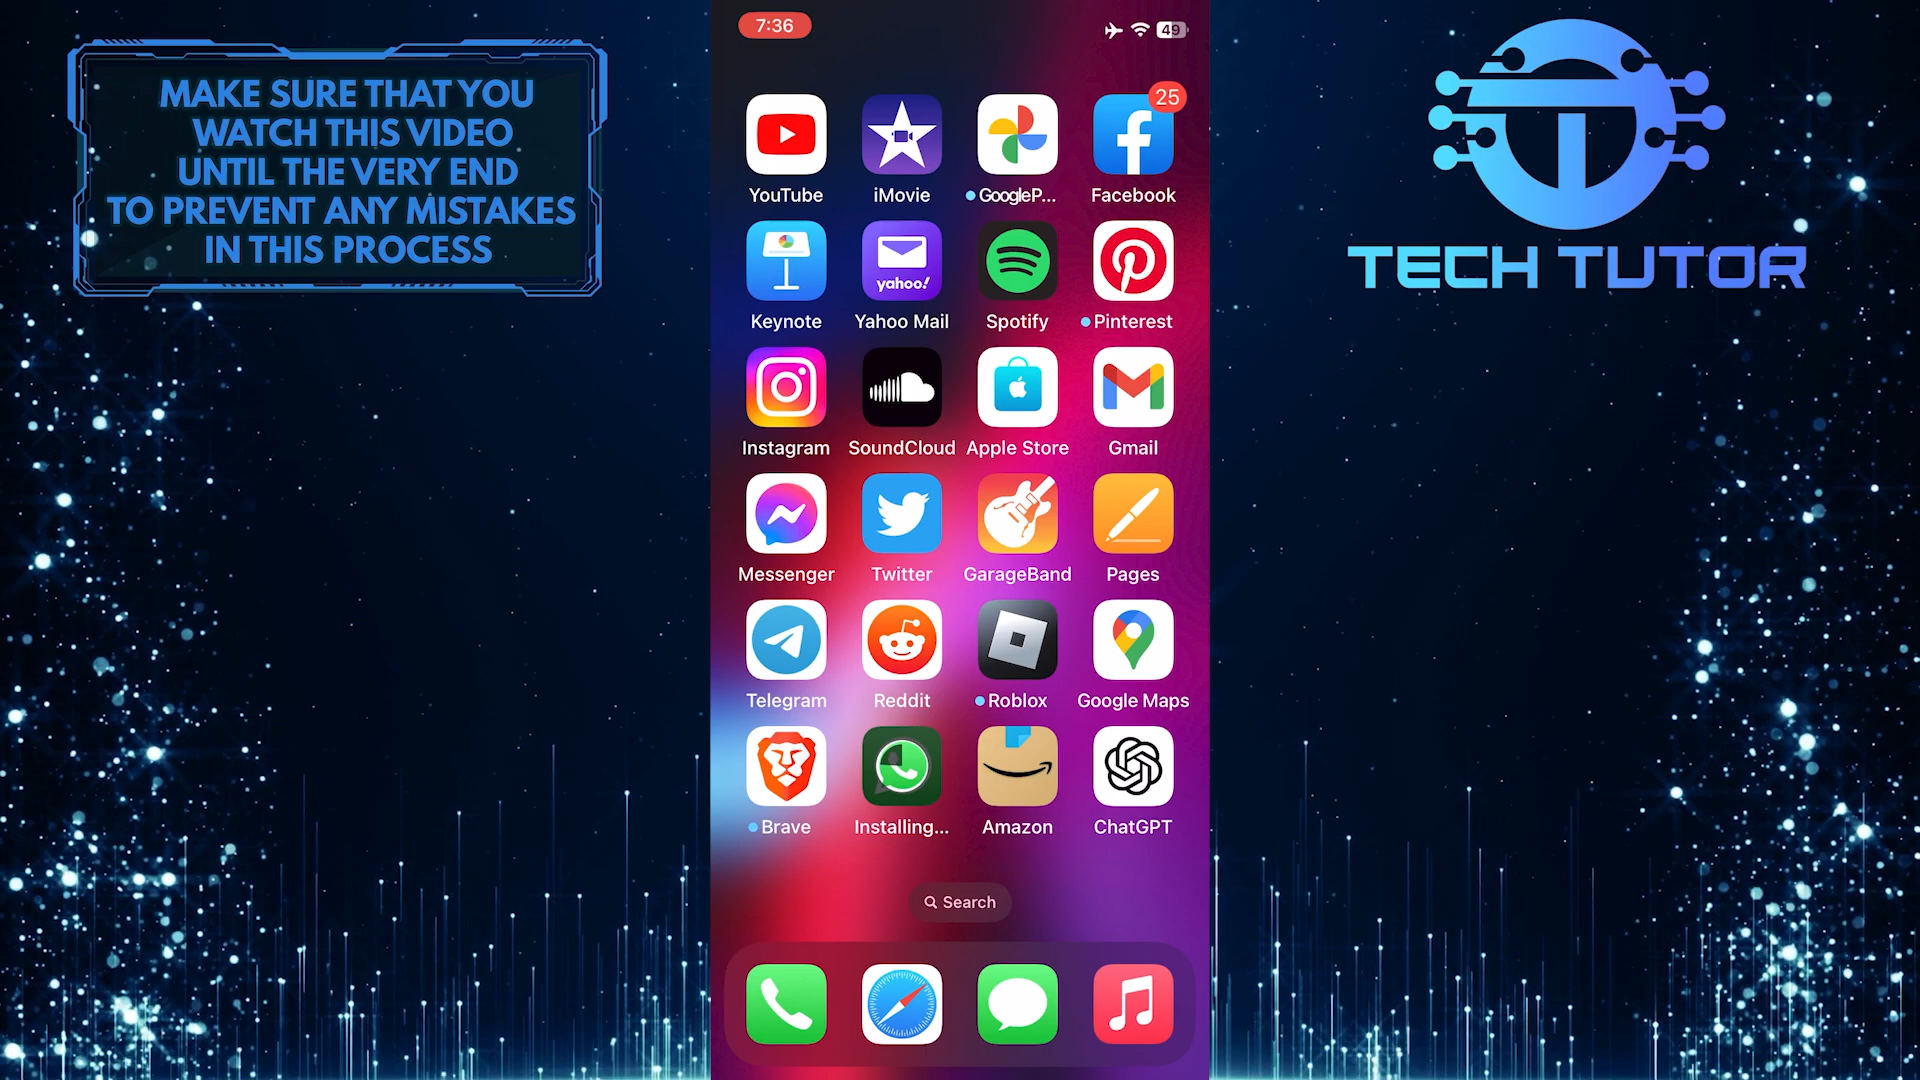 MAKE SURE THAT YOU
WATCH THIS VIDEO
UNTIL THE VERY END
TO PREVENT ANY MISTAKES
IN THIS PROCESS
7:36
49
TECH TUTOR
25
YouTube
iMovie
GoogleP...
Facebook
yahoo!
Keynote
Yahoo Mail
Spotify
Pinterest
Instagram
SoundCloud
Apple Store
Gmail
Messenger
Twitter
GarageBand
Pages
Telegram
Reddit
Roblox
Google Maps
Brave
Installing...
Amazon
ChatGPT
Search